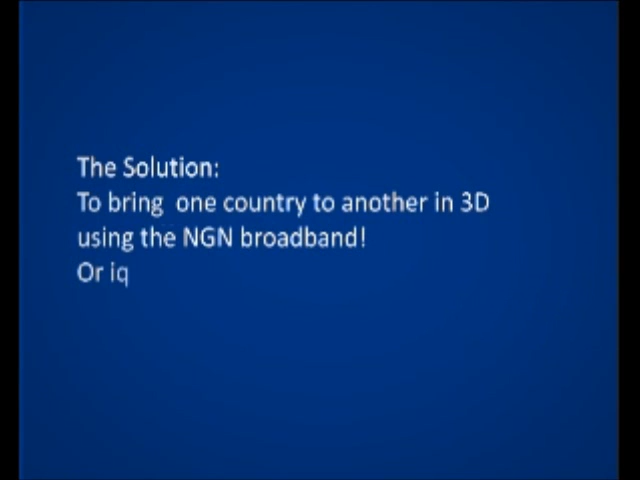 The Solution:
To bring  one country to another in 3D
using the NGN broadband!
Or iq